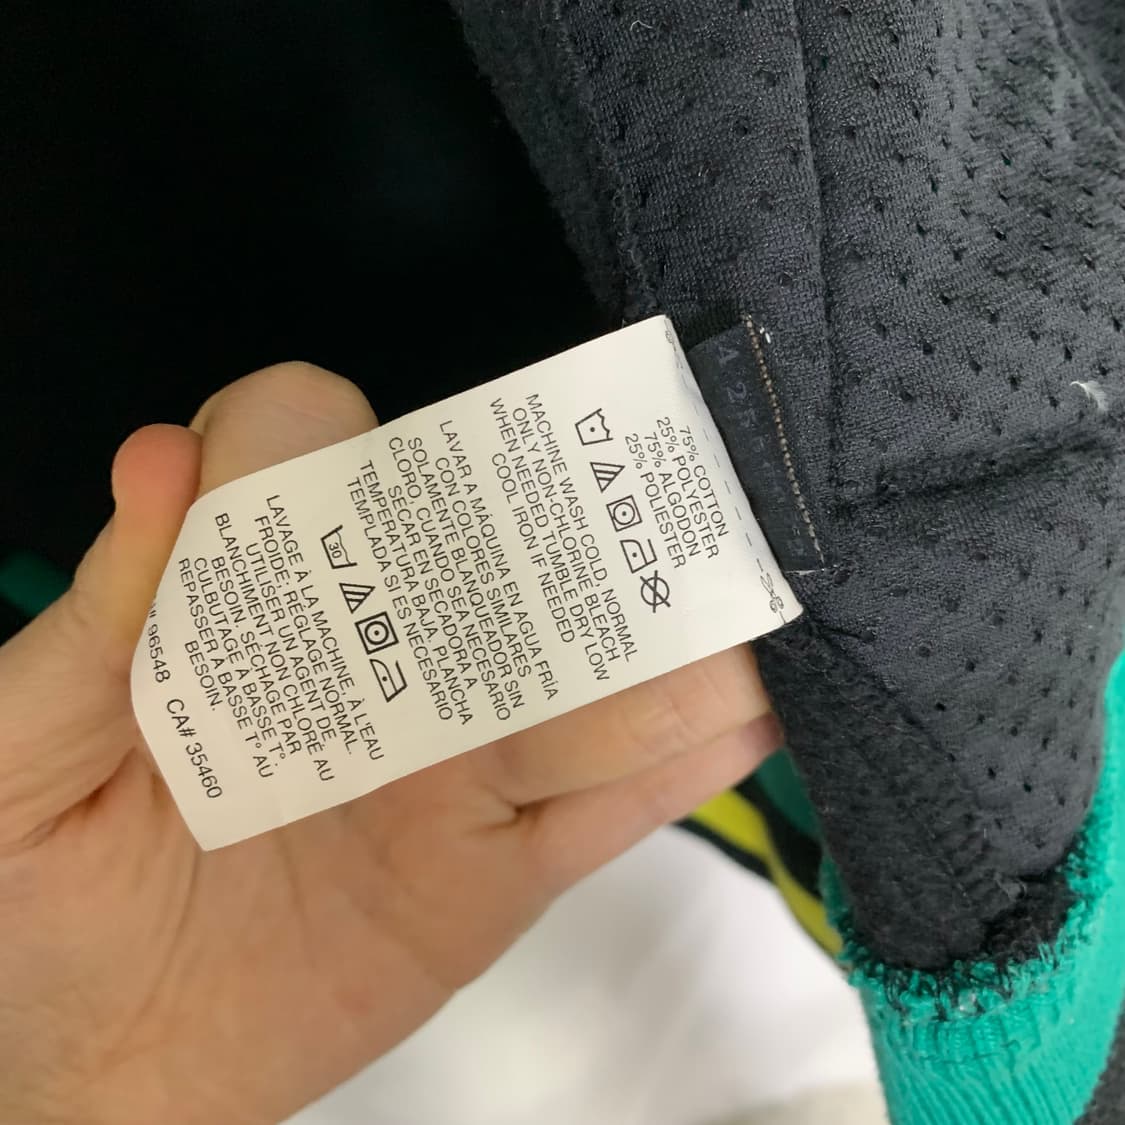 75% COTTON
25% POLYESTER
75% ALGODON
25% POLIESTER
MACHINE WASH COLD, NORMAL
ONLY NON-CHLORINE BLEACH
WHEN NEEDED, TUMBLE DRY LOW
COOL IRON IF NEEDED
LAVAR A MÁQUINA EN AGUA FRÍA
CON COLORES SIMILARES
SOLAMENTE BLANQUEADOR SIN
CLORO, CUANDO SEA NECESARIO
SECAR EN SECADORA A
TEMPERATURA BAJA, PLANCHA
TEMPLADA SI ES NECESARIO
30
LAVAGE À LA MACHINE, À L'EAU
FROIDE: RÉGLAGE NORMAL.
UTILISER UN AGENT DE
BLANCHIMENT NON CHLORÉ AU
BESOIN. SÉCHAGE PAR
CULBUTAGE À BASSE T°.
REPASSER À BASSE T° AU
BESOIN.
96548 CA# 35460